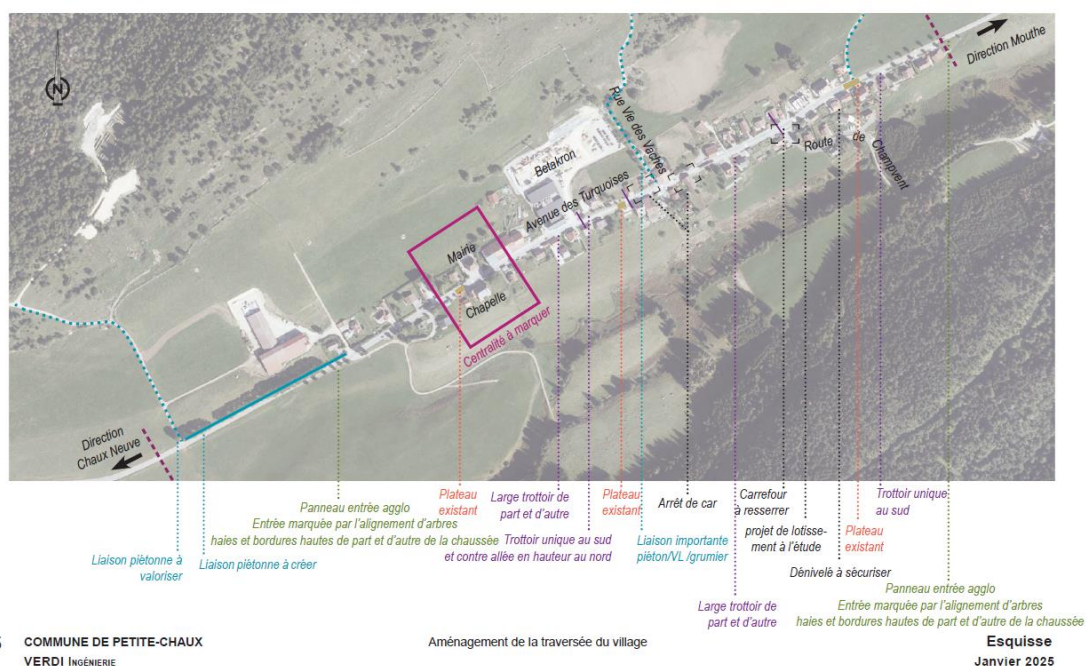 N
Direction Mouthe
Rue Vie des Vaches
Betakron
Avenue des Turquoises
Route de Champvent
Mairie
Chapelle
Centralité à marquer
Direction
Chaux Neuve
Panneau entrée agglo
Entrée marquée par l'alignement d'arbres
haies et bordures hautes de part et d'autre de la chaussée
Liaison piétonne à
valoriser
Liaison piétonne à créer
Plateau
existant
Large trottoir de
part et d'autre
Trottoir unique au sud
et contre allée en hauteur au nord
Plateau
existant
Liaison importante
piéton/VL /grumier
Arrêt de car
Carrefour
à resserrer
projet de lotisse-
ment à l'étude
Dénivelé à sécuriser
Plateau
existant
Trottoir unique
au sud
Large trottoir de
part et d'autre
Panneau entrée agglo
Entrée marquée par l'alignement d'arbres
haies et bordures hautes de part et d'autre de la chaussée
COMMUNE DE PETITE-CHAUX
Aménagement de la traversée du village
Esquisse
VERDI Ingénierie
Janvier 2025